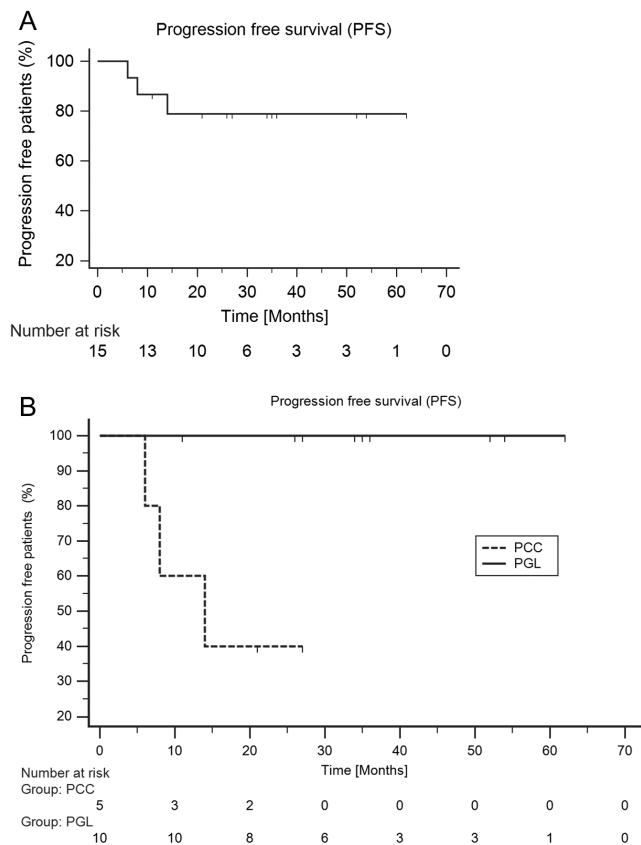 A
Progression free survival (PFS)
Progression free patients (%)
100
80
60
40
20
0 10 20 30 40 50 60 70
Time [Months]
Number at risk
15 13 10 6 3 3 1 0
B
Progression free survival (PFS)
Progression free patients (%)
100
90
80
70
60
50
40
30
20
PCC
PGL
0 10 20 30 40 50 60 70
Time [Months]
Number at risk
Group: PCC
5 3 2 0 0 0 0 0
Group: PGL
10 10 8 6 3 3 1 0